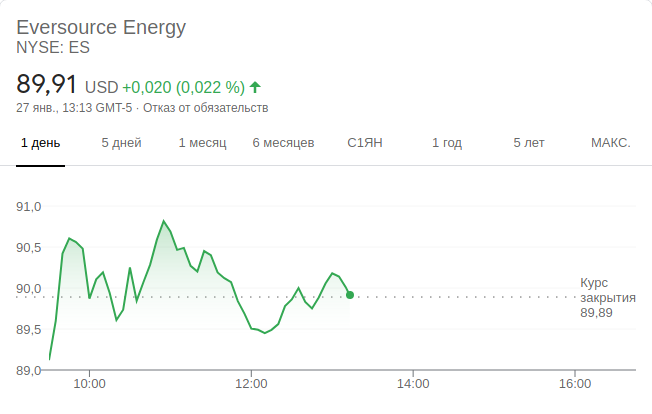 Eversource Energy
NYSE: ES
89,91 USD +0,020 (0,022 %)
27 янв., 13:13 GMT-5 · Отказ от обязательств
1 день 5 дней 1 месяц 6 месяцев С1ЯН 1 год 5 лет МАКС.
91,0
90,5
90,0
89,5
89,0
Курс
закрытия
89,89
10:00 12:00 14:00 16:00